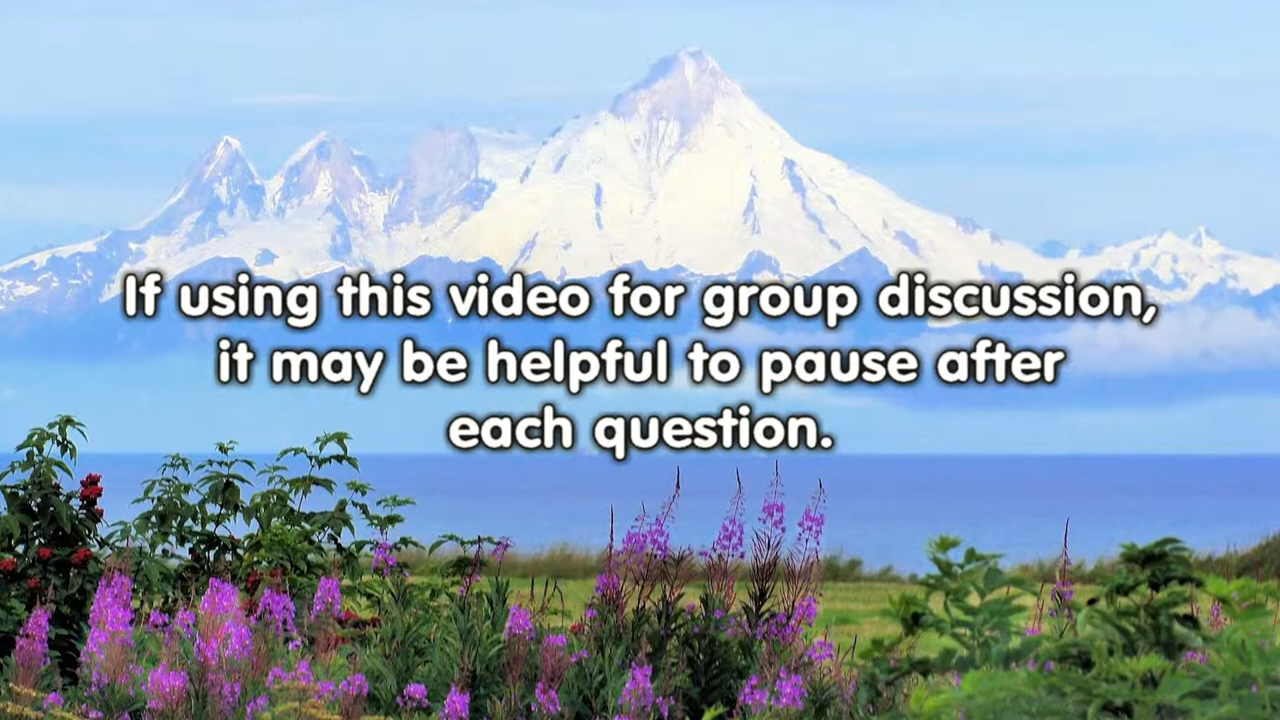 If using this video for group discussion,
it may be helpful to pause after
each question.